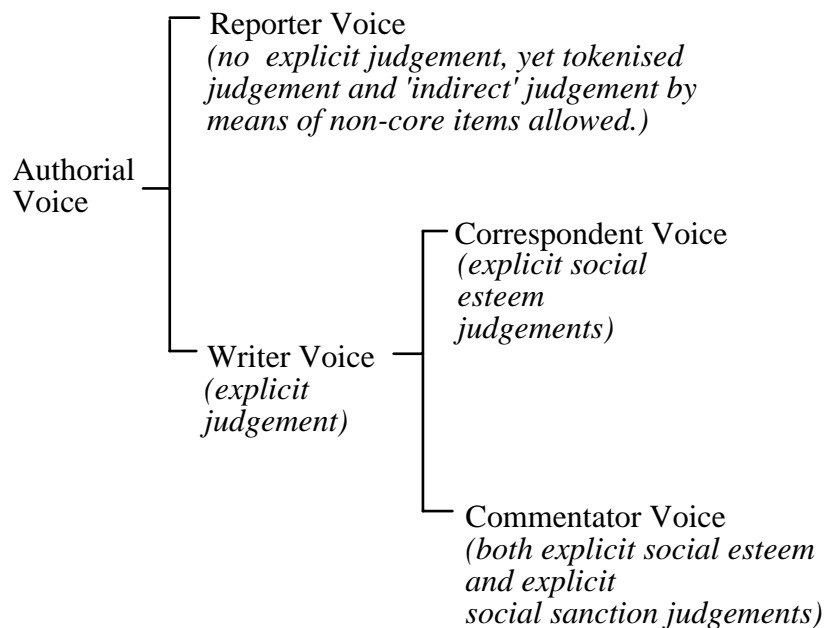 Reporter Voice
(no explicit judgement, yet tokenised
judgement and 'indirect' judgement by
means of non-core items allowed.)
Authorial
Voice
Correspondent Voice
(explicit social
esteem
judgements)
Writer Voice
(explicit
judgement)
Commentator Voice
(both explicit social esteem
and explicit
social sanction judgements)